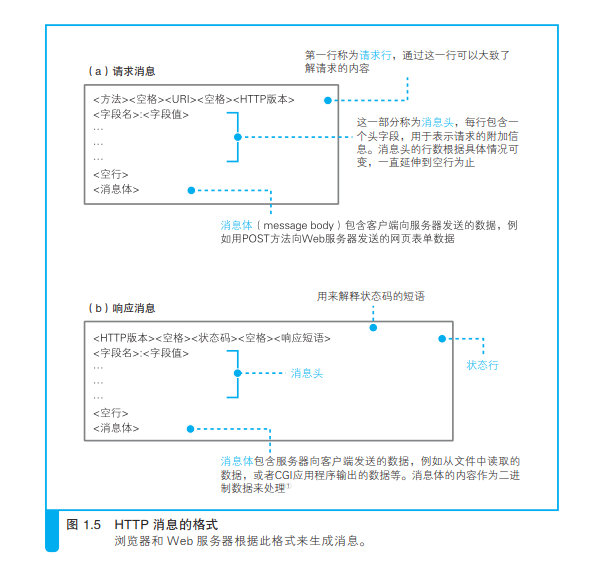 第一行称为请求行，通过这一行可以大致了
解请求的内容
（a）请求消息
<方法><空格><URI><空格><HTTP版本>
<字段名>:<字段值>
…
…
…
<空行>
<消息体>
这一部分称为消息头，每行包含一
个头字段，用于表示请求的附加信
息。消息头的行数根据具体情况可
变，一直延伸到空行为止
消息体（message body）包含客户端向服务器发送的数据，例
如用POST方法向Web服务器发送的网页表单数据
用来解释状态码的短语
（b）响应消息
<HTTP版本><空格><状态码><空格><响应短语>
<字段名>:<字段值>
…
…
…
<空行>
<消息体>
状态行
消息头
消息体包含服务器向客户端发送的数据，例如从文件中读取的
数据，或者CGI应用程序输出的数据等。消息体的内容作为二进
制数据来处理①
图 1.5 HTTP 消息的格式
浏览器和 Web 服务器根据此格式来生成消息。